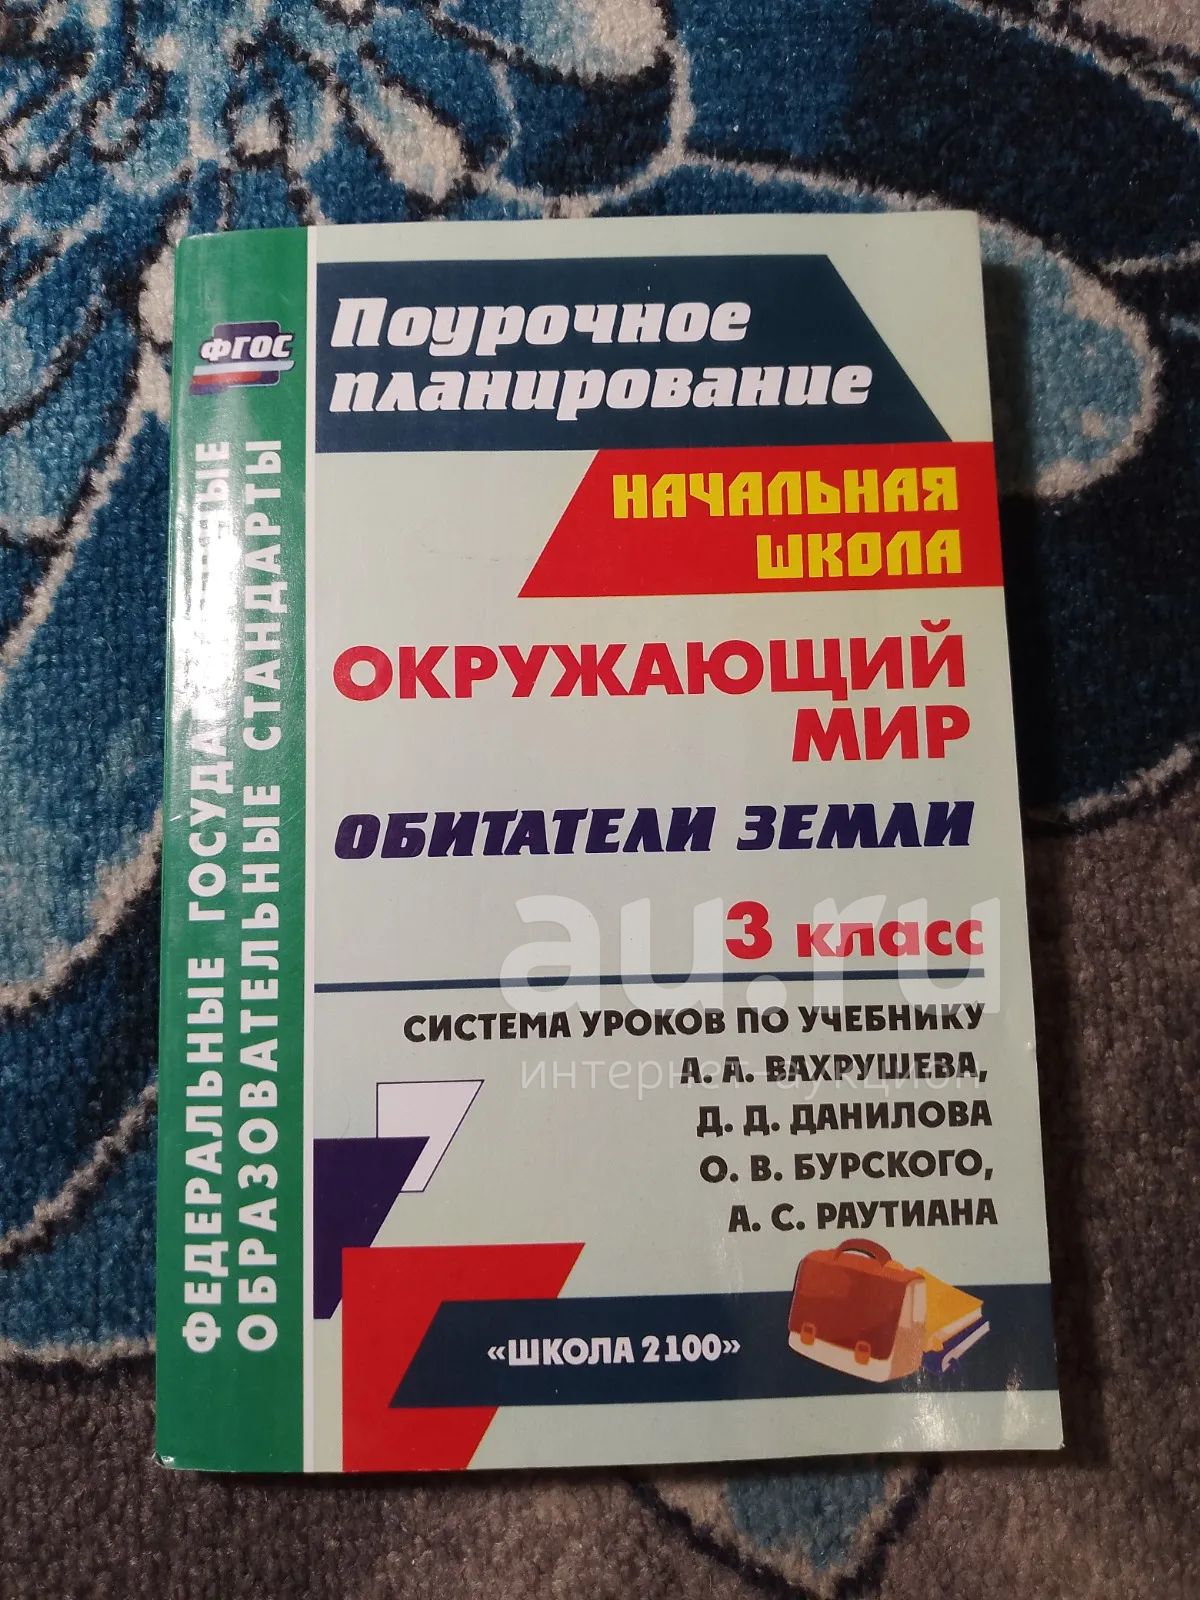 ФГОС
ФЕДЕРАЛЬНЫЕ
ОБРАЗОВАТЕЛЬНЫЕ СТАНДАРТЫ
Поурочное
планирование
НАЧАЛЬНАЯ
ШКОЛА
ОКРУЖАЮЩИЙ
МИР
ОБИТАТЕЛИ ЗЕМЛИ
3 класс
СИСТЕМА УРОКОВ ПО УЧЕБНИКУ
А. А. ВАХРУШЕВА,
Д. Д. ДАНИЛОВА
О. В. БУРСКОГО,
А. С. РАУТИАНА
«ШКОЛА 2100»
au.ru
интернет-аукцион